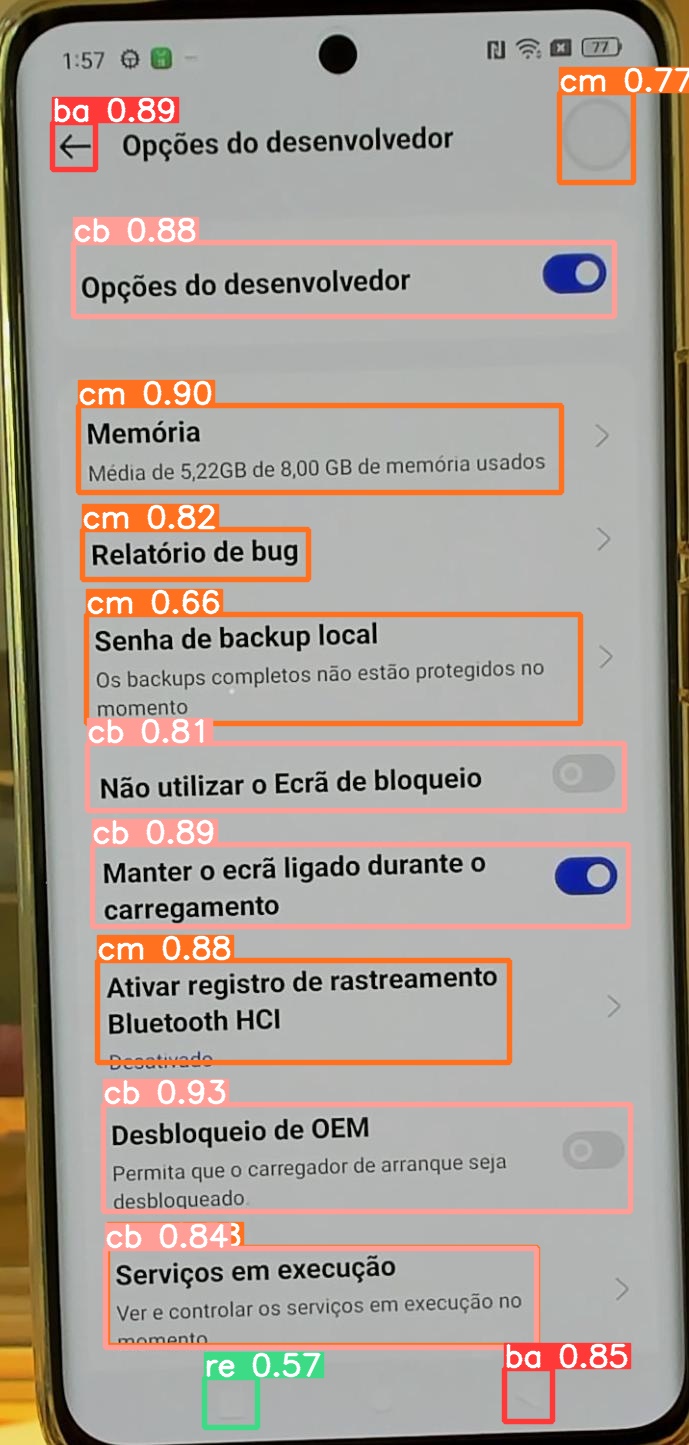 1:57 77
cm 0.77
ba 0.89
Opções do desenvolvedor
cb 0.88
Opções do desenvolvedor
cm 0.90
Memória
Média de 5,22GB de 8,00 GB de memória usados
cm 0.82
Relatório de bug
cm 0.66
Senha de backup local
Os backups completos não estão protegidos no
momento
cb 0.81
Não utilizar o Ecrã de bloqueio
cb 0.89
Manter o ecrã ligado durante o
carregamento
cm 0.88
Ativar registro de rastreamento
Bluetooth HCI
Desativado
cb 0.93
Desbloqueio de OEM
Permita que o carregador de arranque seja
desbloqueado.
cb 0.84
Serviços em execução
Ver e controlar os serviços em execução no
momento
re 0.57
ba 0.85